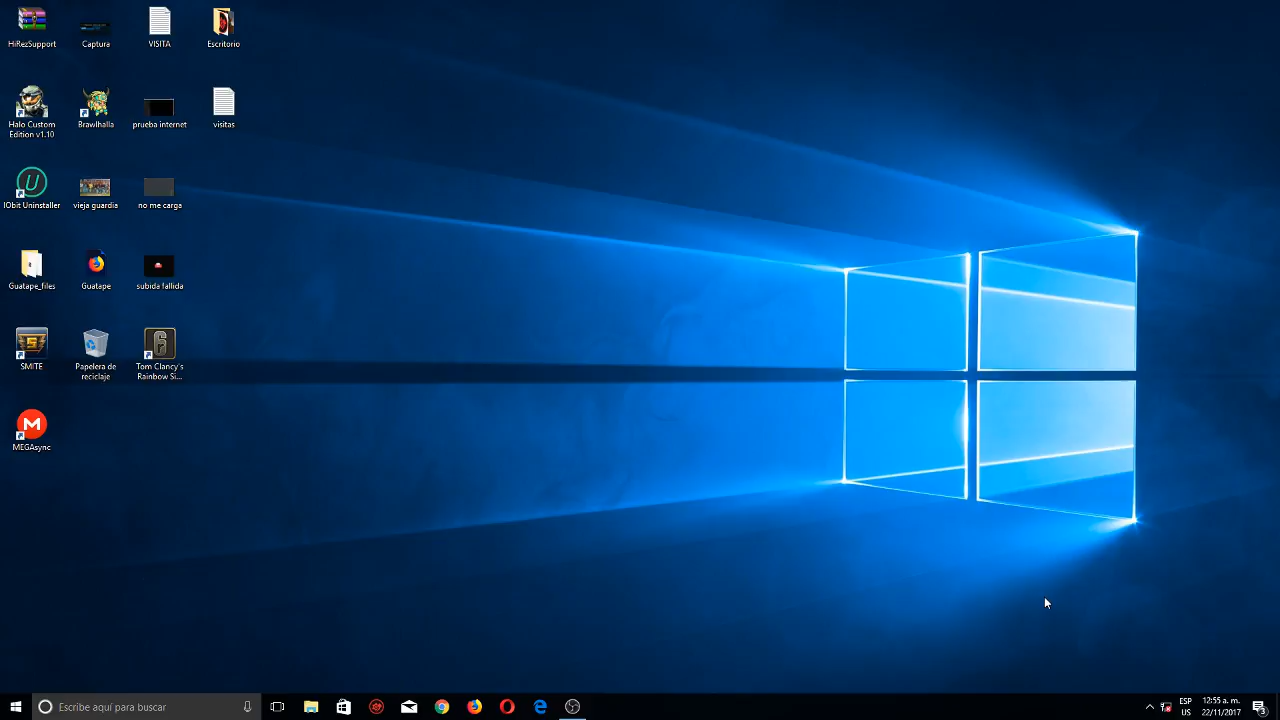 HiRezSupport
Captura
VISITA
Escritorio
Halo Custom
Edition v1.10
Brawlhalla
prueba internet
visitas
IObit Uninstaller
vieja guardia
no me carga
Guatape_files
Guatape
subida fallida
SMITE
Papelera de
reciclaje
Tom Clancy's
Rainbow Si...
MEGAsync
Escribe aquí para buscar
ESP
US
12:55 a. m.
22/11/2017